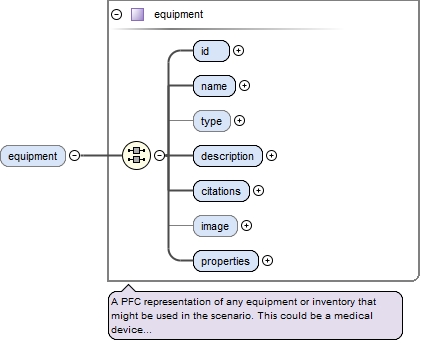 equipment
id
name
type
equipment
description
citations
image
properties
A PFC representation of any equipment or inventory that
might be used in the scenario. This could be a medical
device...